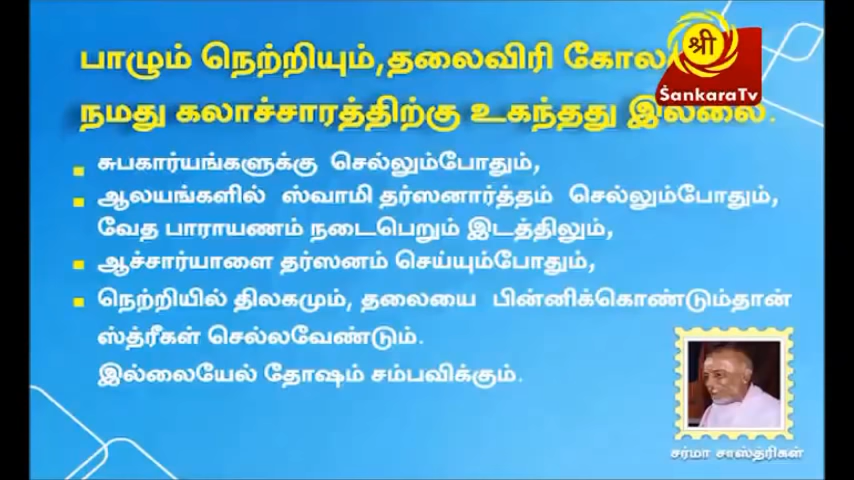 பாழும் நெற்றியும்,தலைவிரி
ஸ்ரீ
ŚankaraTv
நமது கலாச்சாரத்திற்கு உகந்தது இல்லை.
சுபகார்யங்களுக்கு செல்லும்போதும்,
ஆலயங்களில் ஸ்வாமி தர்ஸனார்த்தம் செல்லும்போதும்,
வேத பாராயணம் நடைபெறும் இடத்திலும்,
ஆச்சார்யாளை தர்ஸனம் செய்யும்போதும்,
நெற்றியில் திலகமும், தலையை பின்னிக்கொண்டும்தான்
ஸ்த்ரீகள் செல்லவேண்டும்.
இல்லையேல் தோஷம் சம்பவிக்கும்.
சர்மா சாஸ்த்ரிகள்